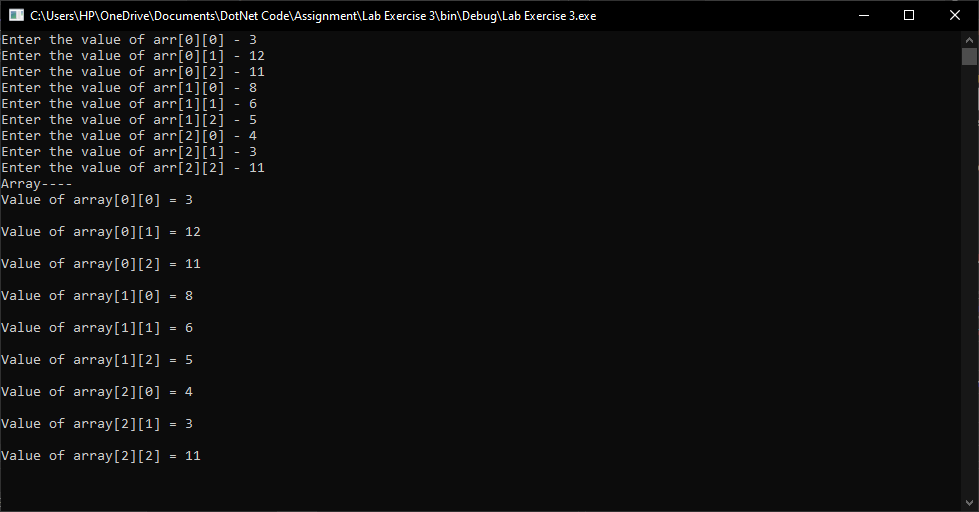 C:\Users\HP\OneDrive\Documents\DotNet Code\Assignment\Lab Exercise 3\bin\Debug\Lab Exercise 3.exe
Enter the value of arr[0][0] - 3
Enter the value of arr[0][1] - 12
Enter the value of arr[0][2] - 11
Enter the value of arr[1][0] - 8
Enter the value of arr[1][1] - 6
Enter the value of arr[1][2] - 5
Enter the value of arr[2][0] - 4
Enter the value of arr[2][1] - 3
Enter the value of arr[2][2] - 11
Array----
Value of array[0][0] = 3
Value of array[0][1] = 12
Value of array[0][2] = 11
Value of array[1][0] = 8
Value of array[1][1] = 6
Value of array[1][2] = 5
Value of array[2][0] = 4
Value of array[2][1] = 3
Value of array[2][2] = 11